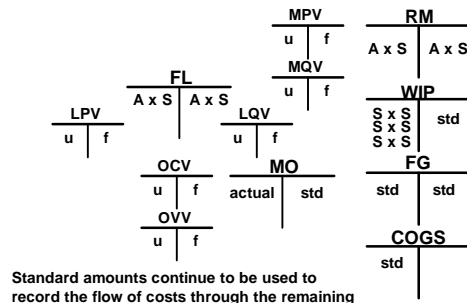 MPV
u f
RM
A x S A x S
MQV
u f
FL
A x S A x S
WIP
S x S std
S x S
S x S
LPV
u f
LQV
u f
OCV
u f
MO
actual std
FG
std std
OVV
u f
COGS
std
Standard amounts continue to be used to
record the flow of costs through the remaining